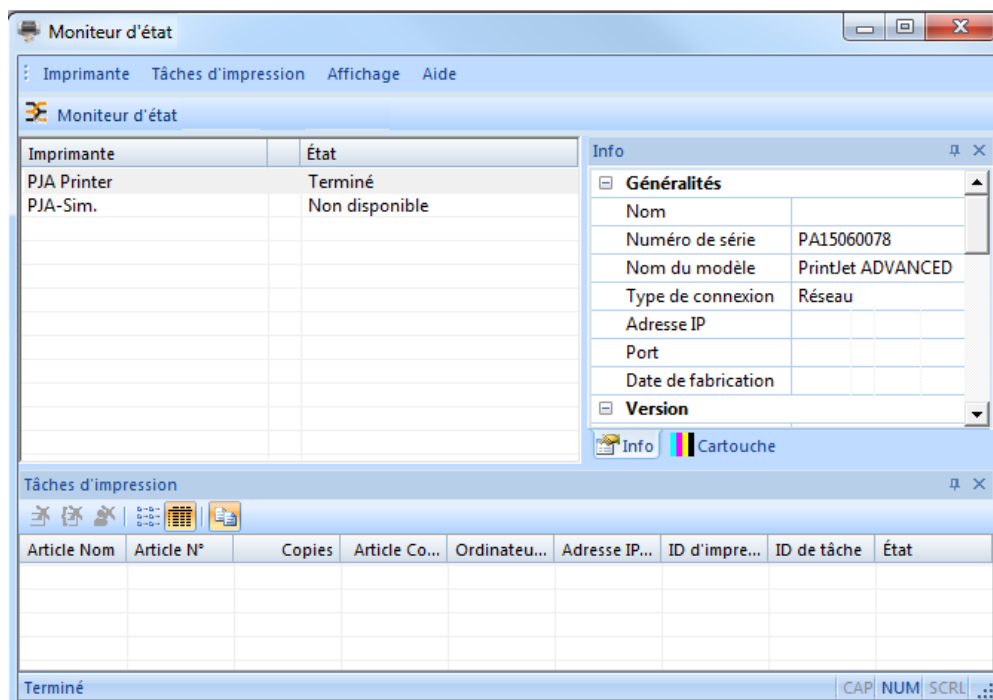 Moniteur d'état
Imprimante Tâches d'impression Affichage Aide
Moniteur d'état
Imprimante État
PJA Printer Terminé
PJA-Sim. Non disponible
Info
Généralités
Nom
Numéro de série PA15060078
Nom du modèle PrintJet ADVANCED
Type de connexion Réseau
Adresse IP
Port
Date de fabrication
Version
Info Cartouche
Tâches d'impression
Article Nom Article N° Copies Article Co... Ordinateu... Adresse IP... ID d'impre... ID de tâche État
Terminé CAP NUM SCRL